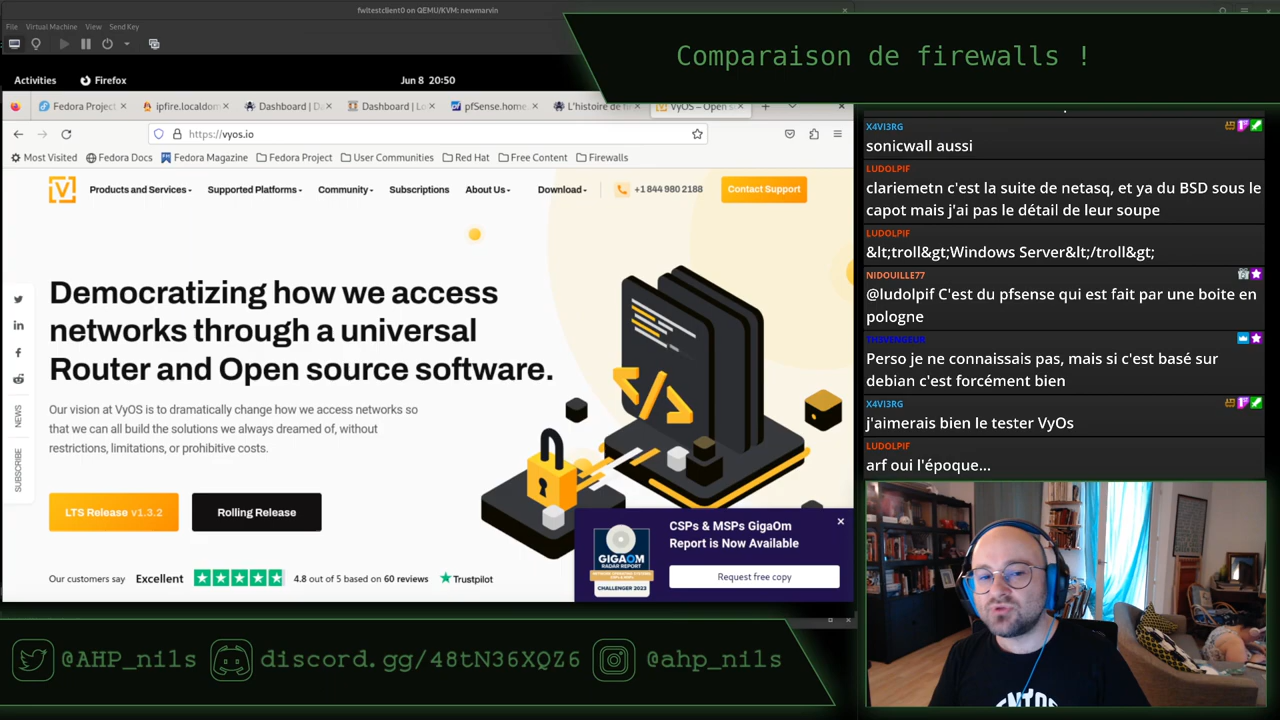 fwltestclient0 on QEMU/KVM: newmarvin
File Virtual Machine View Send Key
Comparaison de firewalls !
Activities Firefox Jun 8 20:50
Fedora Project
ipfire.localdom
Dashboard | D
Dashboard | L
pfSense.home.
L'histoire de fir
VyOS – Open s
https://vyos.io
Most Visited Fedora Docs Fedora Magazine Fedora Project User Communities Red Hat Free Content Firewalls
Products and Services Supported Platforms Community Subscriptions About Us Download +1 844 980 2188 Contact Support
Democratizing how we access
networks through a universal
Router and Open source software.
Our vision at VyOS is to dramatically change how we access networks so
that we can all build the solutions we always dreamed of, without
restrictions, limitations, or prohibitive costs.
NEWS
SUBSCRIBE
LTS Release v1.3.2 Rolling Release
Our customers say Excellent 4.8 out of 5 based on 60 reviews Trustpilot
GIGAOM
RADAR REPORT
CHALLENGER 2023
CSPs & MSPs GigaOm
Report is Now Available
Request free copy
X4VI3RG
sonicwall aussi
LUDOLPIF
clariemetn c'est la suite de netasq, et ya du BSD sous le
capot mais j'ai pas le détail de leur soupe
LUDOLPIF
&lt;troll&gt;Windows Server&lt;/troll&gt;
NIDOUILLE77
@ludolpif C'est du pfsense qui est fait par une boite en
pologne
TH3VENGEUR
Perso je ne connaissais pas, mais si c'est basé sur
debian c'est forcément bien
X4VI3RG
j'aimerais bien le tester VyOs
LUDOLPIF
arf oui l'époque...
@AHP_nils discord.gg/48tN36XQZ6 @ahp_nils